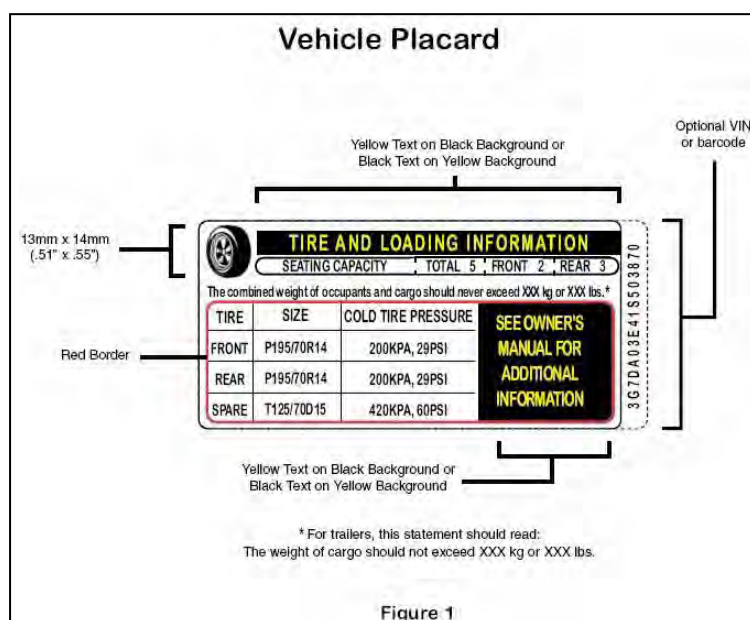 Vehicle Placard
Optional VIN
or barcode
Yellow Text on Black Background or
Black Text on Yellow Background
13mm x 14mm
(.51" x .55")
TIRE AND LOADING INFORMATION
SEATING CAPACITY TOTAL 5 FRONT 2 REAR 3
The combined weight of occupants and cargo should never exceed XXX kg or XXX lbs.*
TIRE SIZE COLD TIRE PRESSURE
FRONT P195/70R14 200KPA, 29PSI
REAR P195/70R14 200KPA, 29PSI
SPARE T125/70D15 420KPA, 60PSI
SEE OWNER'S
MANUAL FOR
ADDITIONAL
INFORMATION
3G7DA03E41S503870
Red Border
Yellow Text on Black Background or
Black Text on Yellow Background
* For trailers, this statement should read:
The weight of cargo should not exceed XXX kg or XXX lbs.
Figure 1